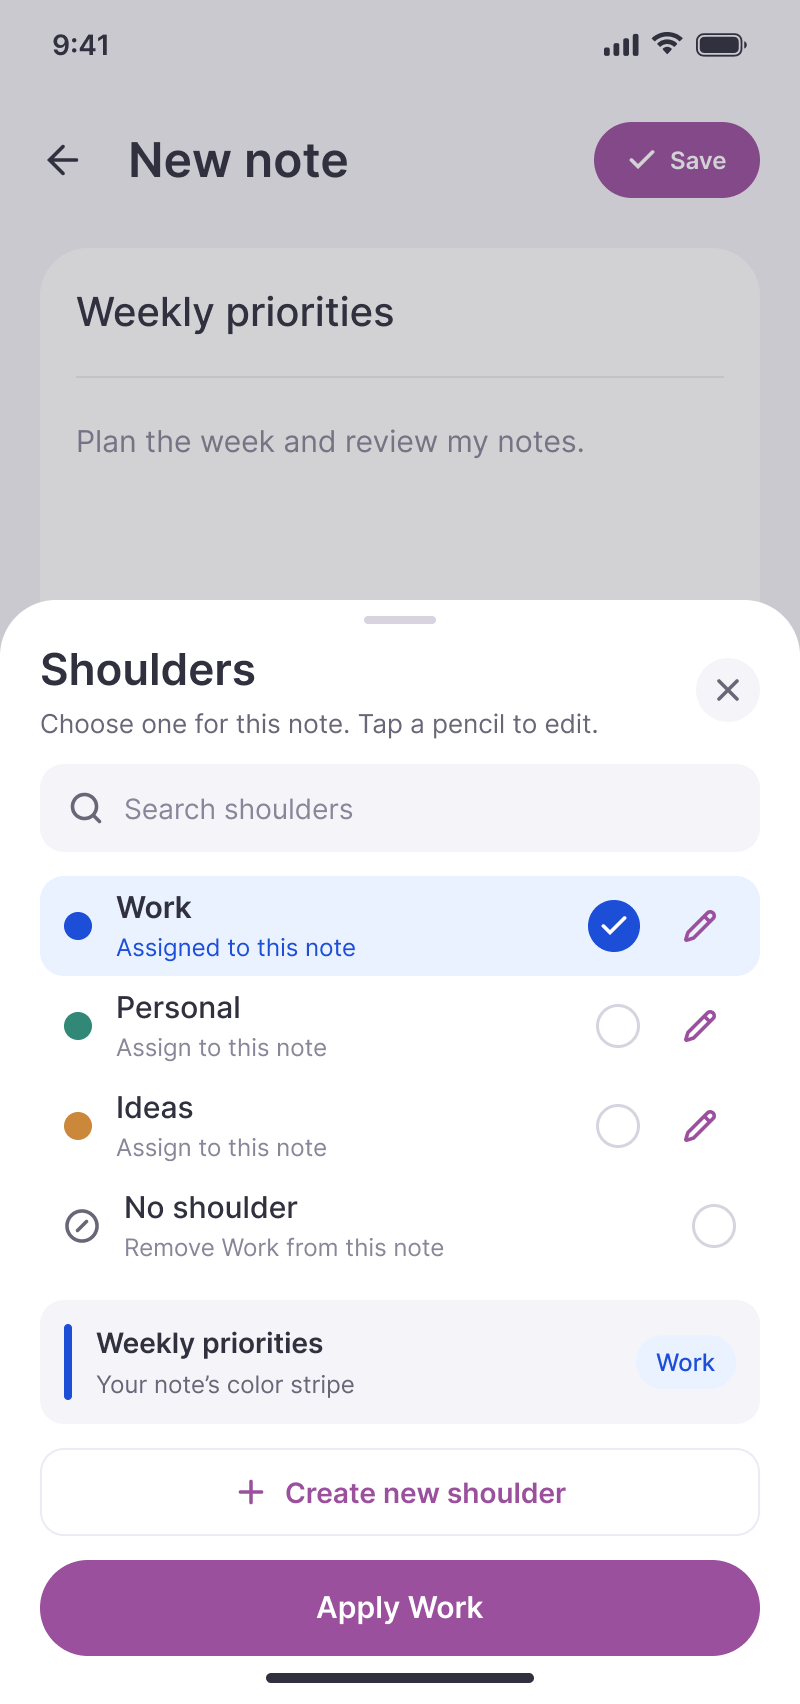 9:41
New note
Save
Weekly priorities
Plan the week and review my notes.
Shoulders
Choose one for this note. Tap a pencil to edit.
Search shoulders
Work
Assigned to this note
Personal
Assign to this note
Ideas
Assign to this note
No shoulder
Remove Work from this note
Weekly priorities
Your note’s color stripe
Work
Create new shoulder
Apply Work